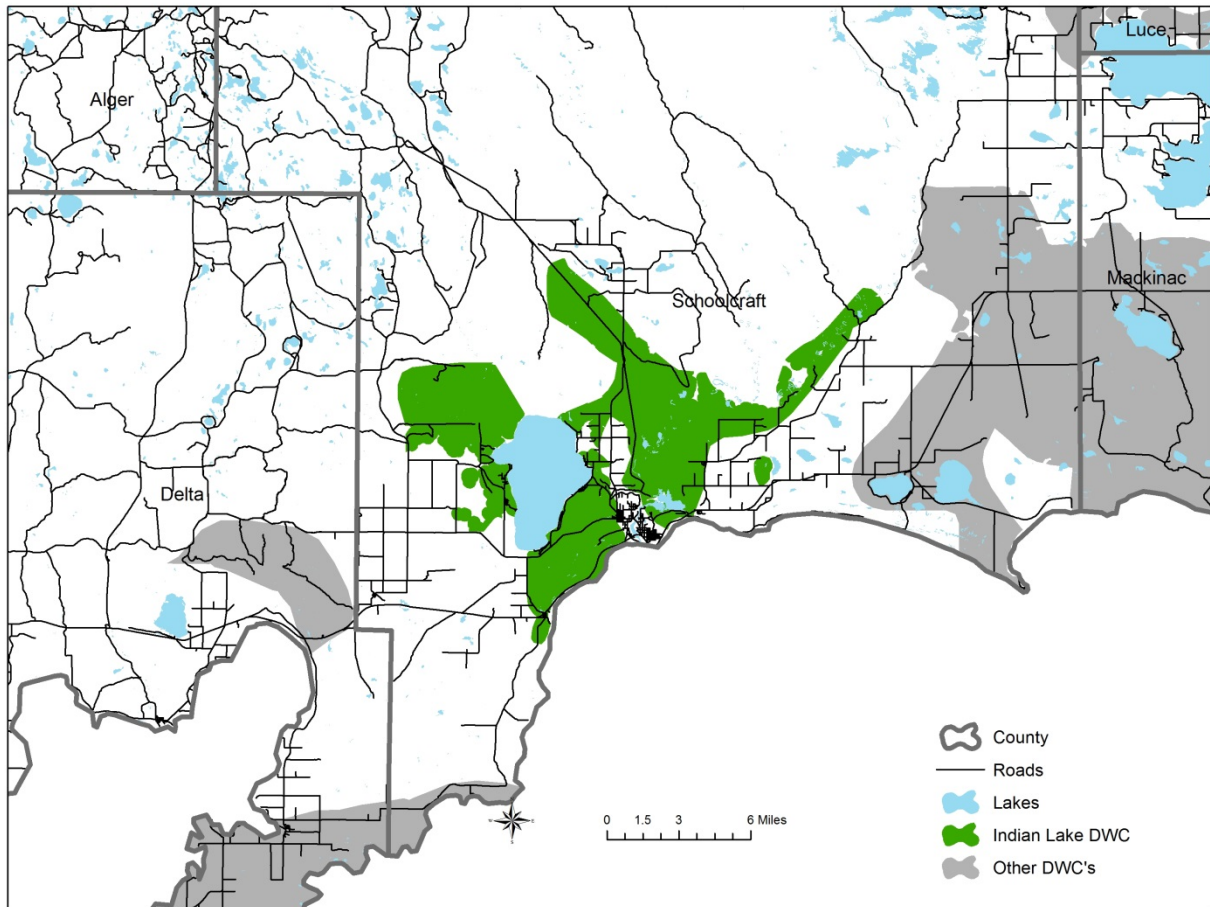 Luce
Alger
Mackinac
Schoolcraft
Delta
County
Roads
Lakes
Indian Lake DWC
Other DWC's
0 1.5 3 6 Miles